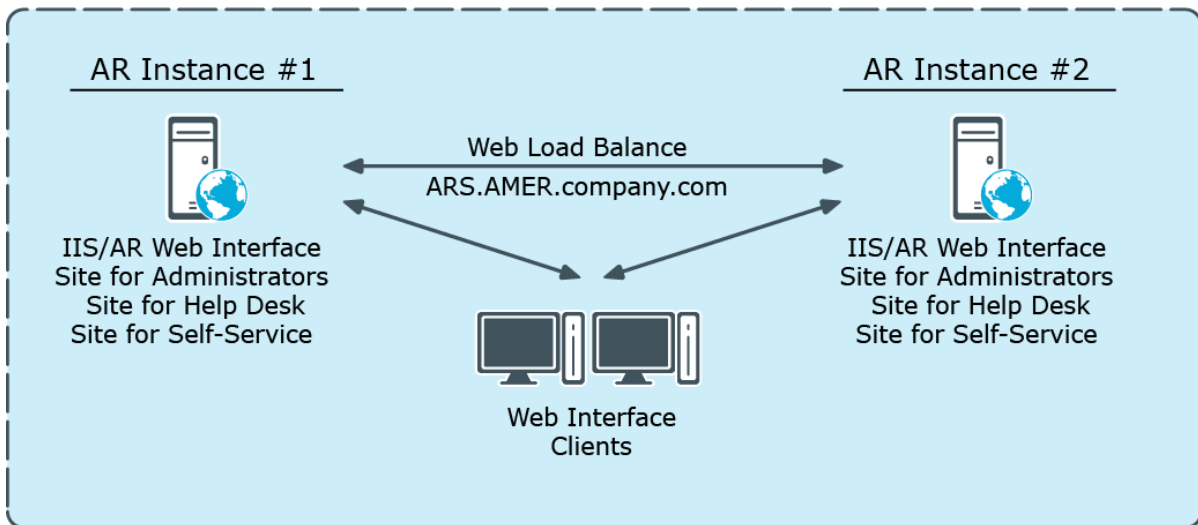 AR Instance #1
AR Instance #2
Web Load Balance
ARS.AMER.company.com
IIS/AR Web Interface
Site for Administrators
Site for Help Desk
Site for Self-Service
IIS/AR Web Interface
Site for Administrators
Site for Help Desk
Site for Self-Service
Web Interface
Clients